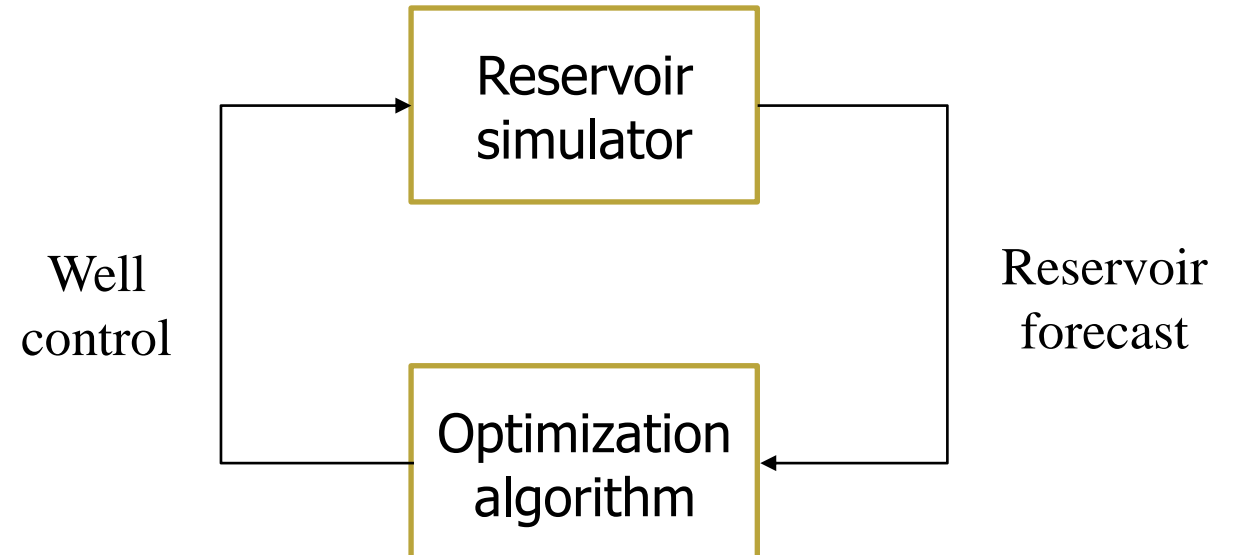 Reservoir
simulator
Well
control
Reservoir
forecast
Optimization
algorithm